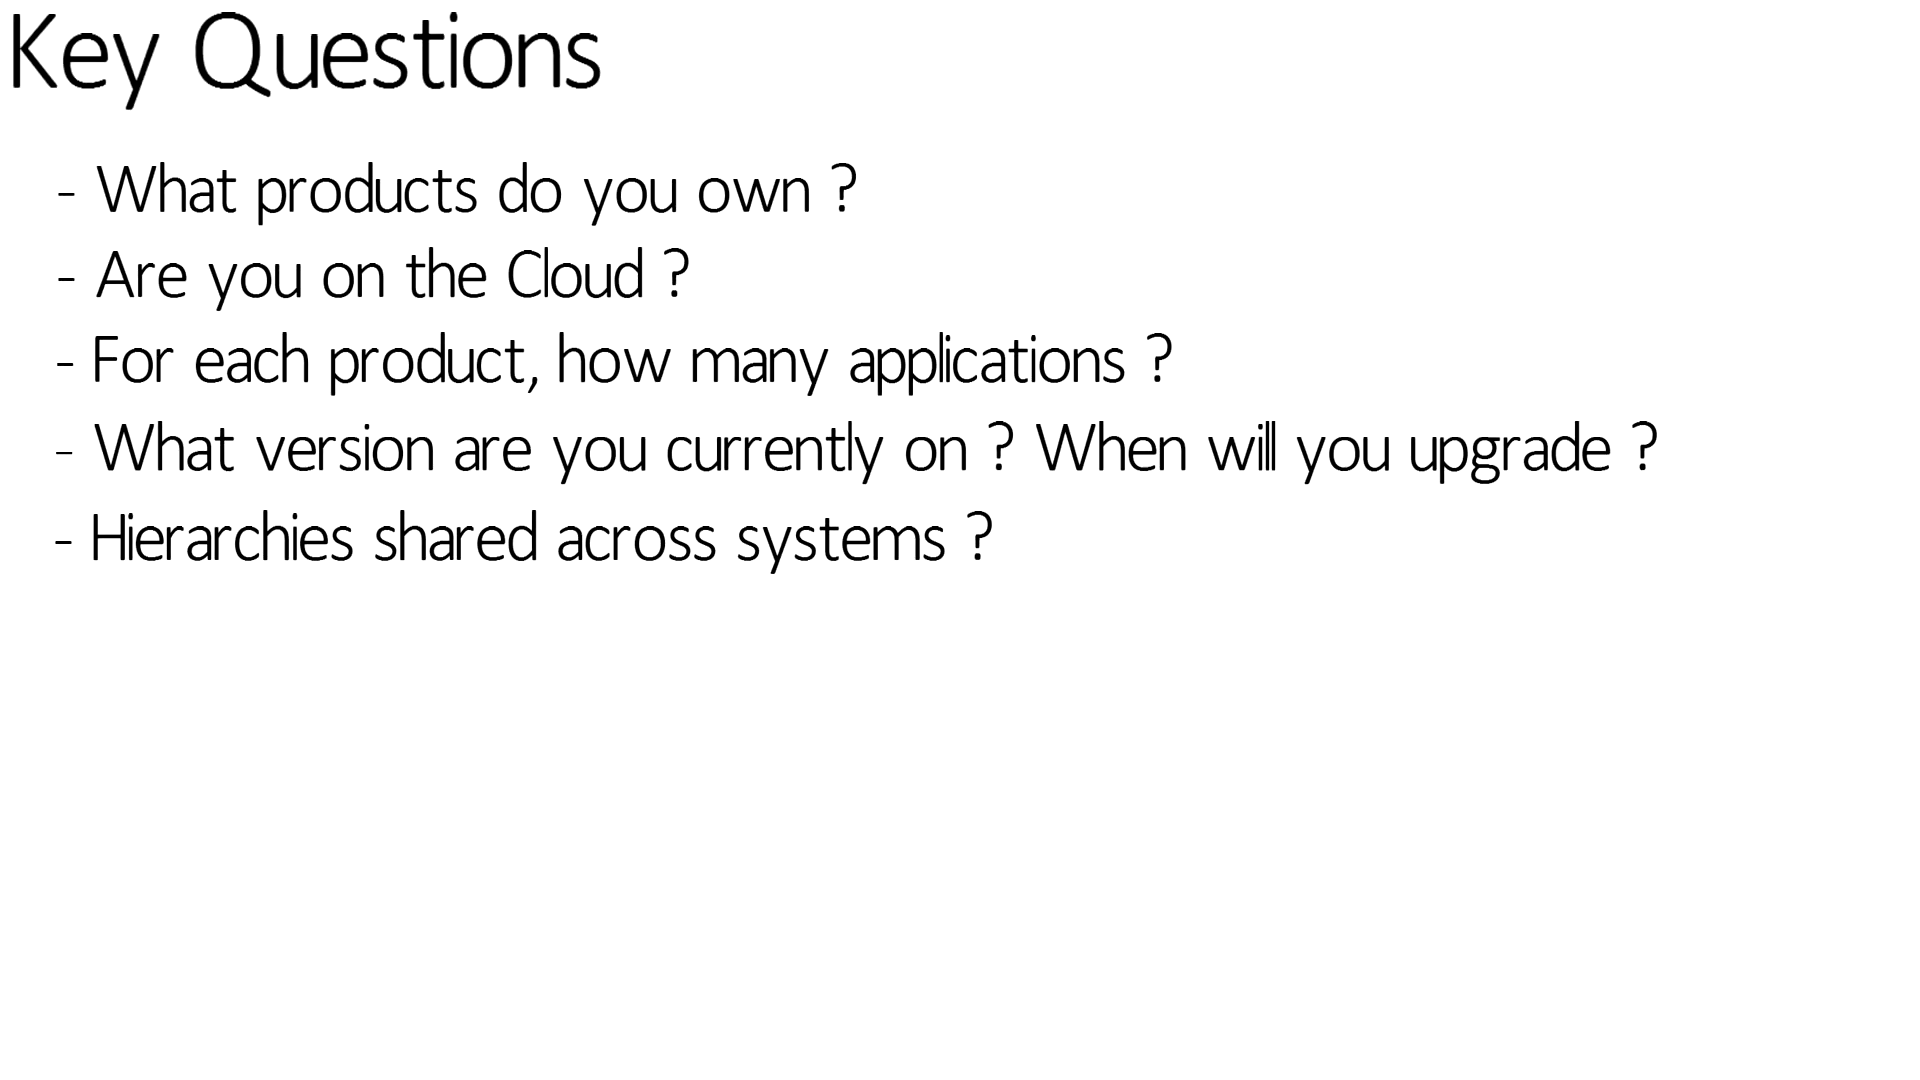 Key Questions
- What products do you own ?
- Are you on the Cloud ?
- For each product, how many applications ?
- What version are you currently on ? When will you upgrade ?
- Hierarchies shared across systems ?